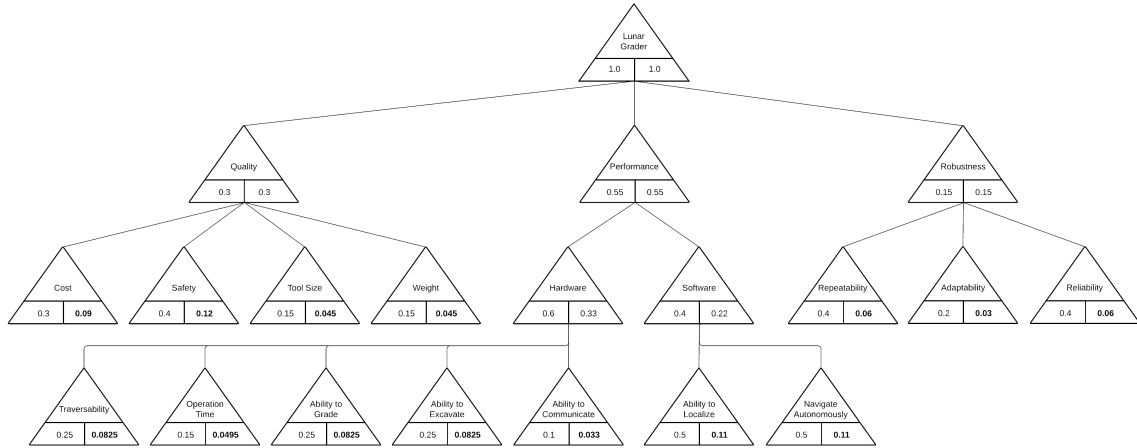 Lunar
Grader
1.0 1.0
Quality Performance Robustness
0.3 0.3 0.55 0.55 0.15 0.15
Cost Safety Tool Size Weight Hardware Software Repeatability Adaptability Reliability
0.3 0.09 0.4 0.12 0.15 0.045 0.15 0.045 0.6 0.33 0.4 0.22 0.4 0.06 0.2 0.03 0.4 0.06
Traversability
Operation
Time
Ability to
Grade
Ability to
Excavate
Ability to
Communicate
Ability to
Localize
Navigate
Autonomously
0.25 0.0825 0.15 0.0495 0.25 0.0825 0.25 0.0825 0.1 0.033 0.5 0.11 0.5 0.11